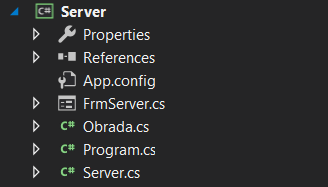 C# Server
Properties
References
App.config
FrmServer.cs
C# Obrada.cs
C# Program.cs
C# Server.cs